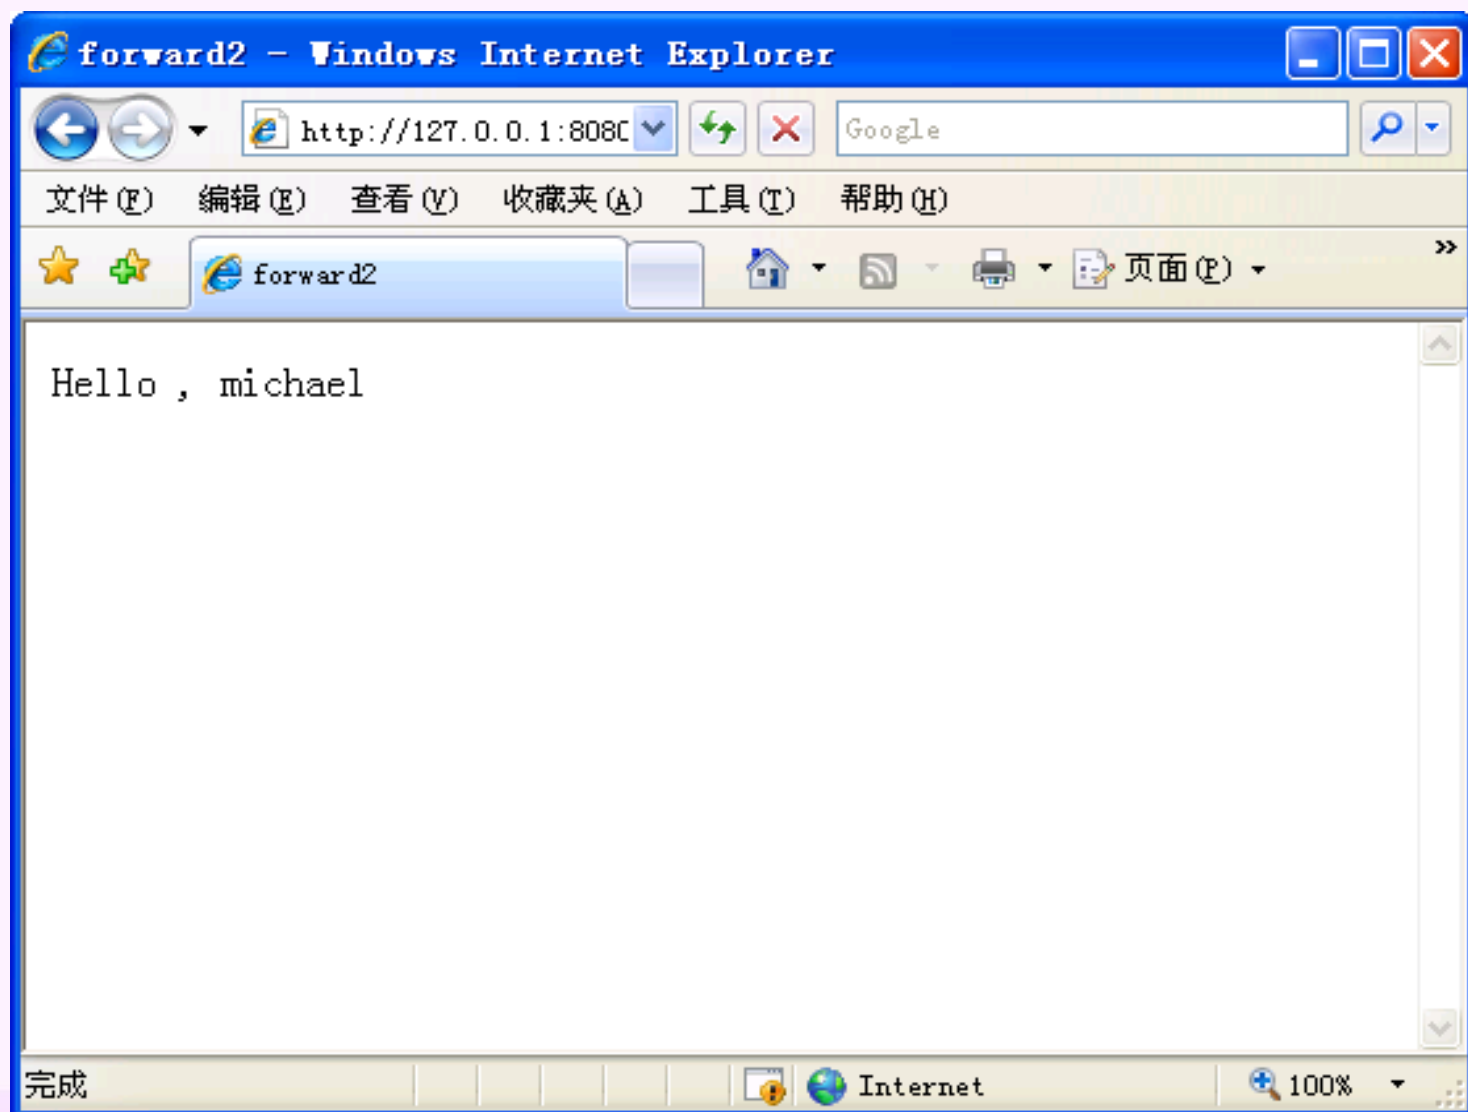 forward2 - Windows Internet Explorer
http://127.0.0.1:8080
Google
文件(F) 编辑(E) 查看(V) 收藏夹(A) 工具(T) 帮助(H)
forward2
页面(P)
Hello , michael
完成
Internet
100%